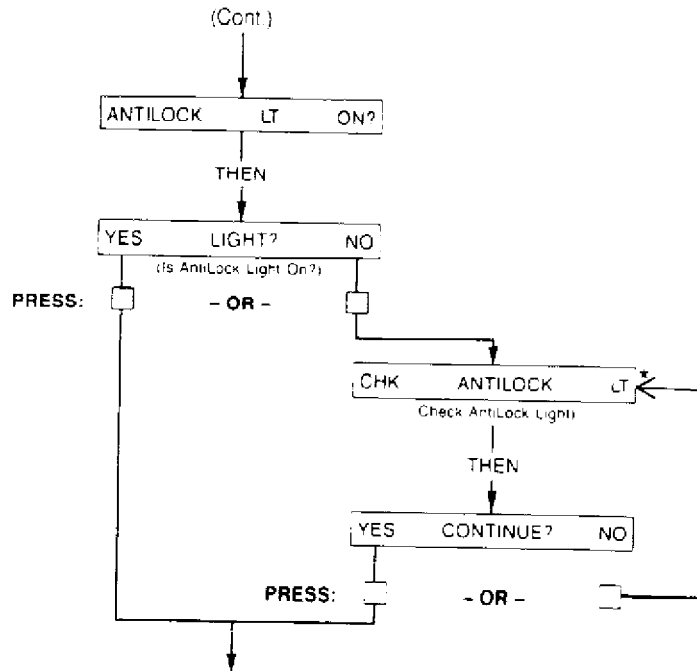 (Cont.)
ANTILOCK LT ON?
THEN
YES LIGHT? NO
(Is AntiLock Light On?)
PRESS: – OR –
CHK ANTILOCK LT*
Check AntiLock Light)
THEN
YES CONTINUE? NO
PRESS: – OR –